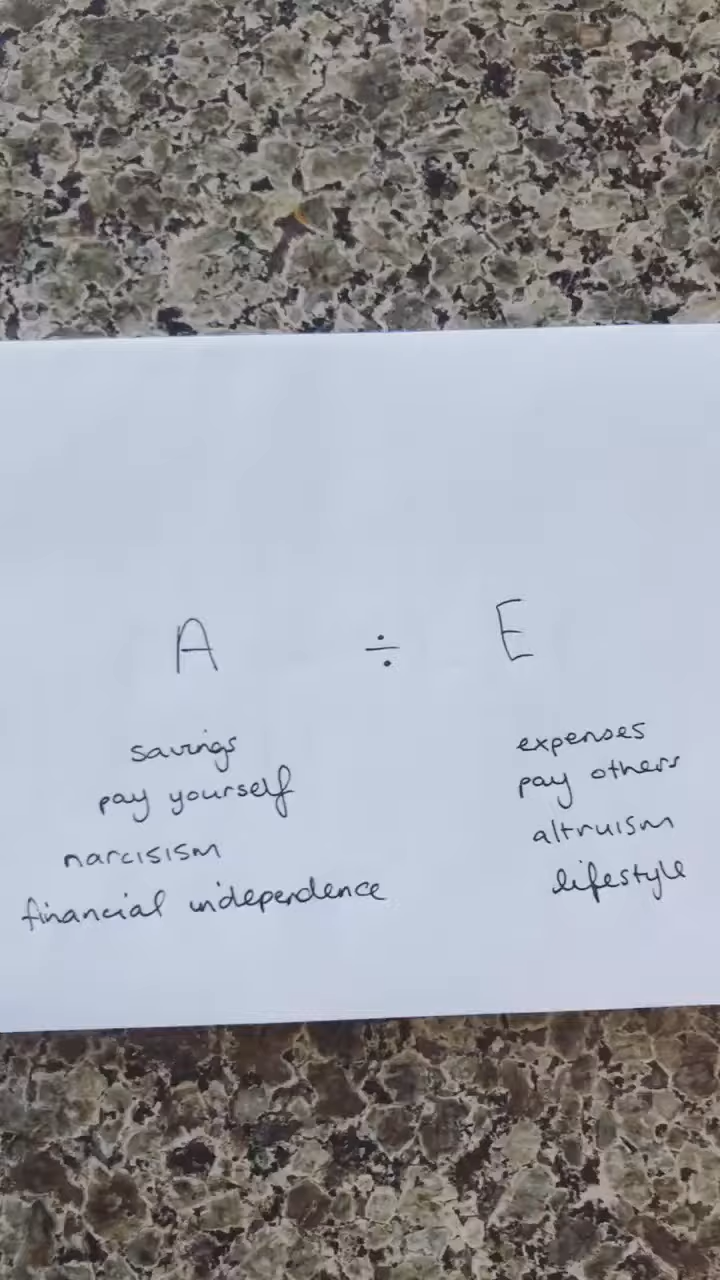 A ÷ E
savings expenses
pay yourself pay others
narcisism altruism
financial independence lifestyle